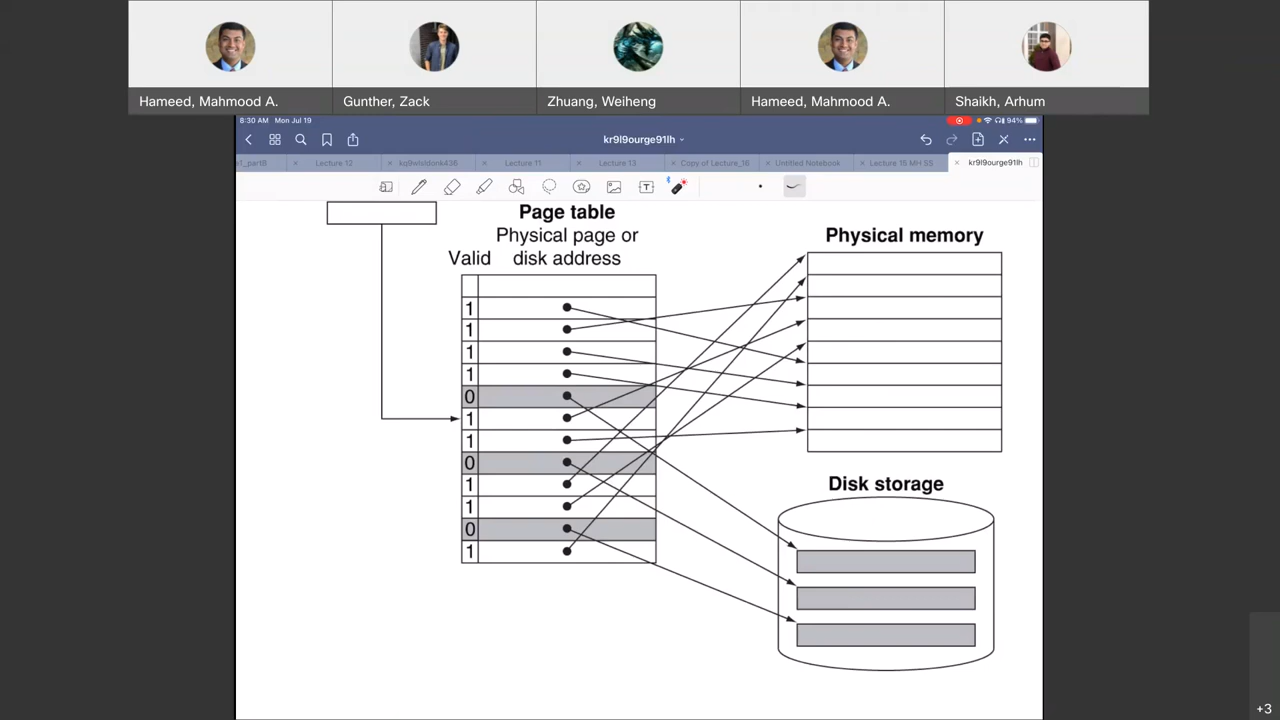 Hameed, Mahmood A.
Gunther, Zack
Zhuang, Weiheng
Hameed, Mahmood A.
Shaikh, Arhum
8:30 AM Mon Jul 19
94%
kr9l9ourge91lh
Lecture 12
Lecture 11
Lecture 13
Copy of Lecture_16
Untitled Notebook
Lecture 15 MH SS
kr9l9ourge91lh
T
Page table
Physical page or
Valid disk address
Physical memory
1
1
1
1
0
1
1
0
1
1
0
1
Disk storage
+3